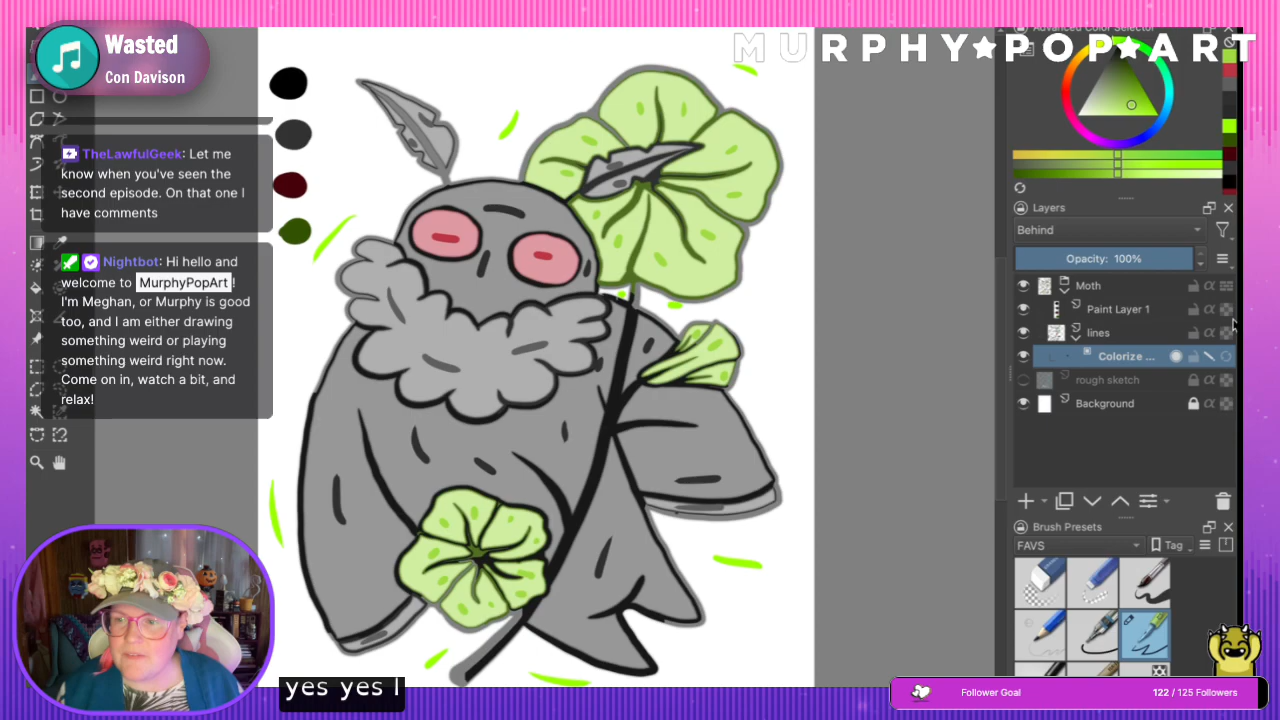 Wasted
Con Davison
MURPHY★POP★ART
TheLawfulGeek: Let me
know when you've seen the
second episode. On that one I
have comments
Nightbot: Hi hello and
welcome to MurphyPopArt!
I'm Meghan, or Murphy is good
too, and I am either drawing
something weird or playing
something weird right now.
Come on in, watch a bit, and
relax!
Advanced Color Selector
Layers
Behind
Opacity: 100%
Moth
Paint Layer 1
lines
Colorize ...
rough sketch
Background
Brush Presets
FAVS
Tag
yes yes I
Follower Goal
122 / 125 Followers